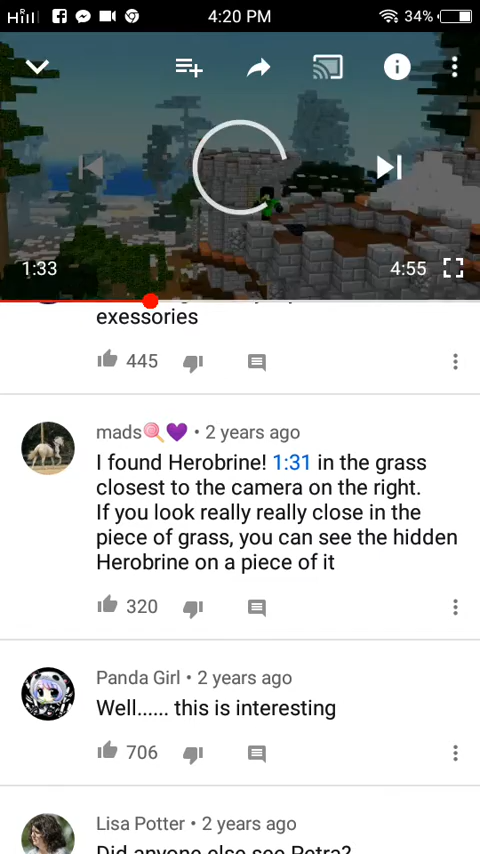 4:20 PM
34%
1:33
4:55
exessories
445
mads🍭💜 • 2 years ago
I found Herobrine! 1:31 in the grass
closest to the camera on the right.
If you look really really close in the
piece of grass, you can see the hidden
Herobrine on a piece of it
320
Panda Girl • 2 years ago
Well...... this is interesting
706
Lisa Potter • 2 years ago
Did anyone else see Petra?